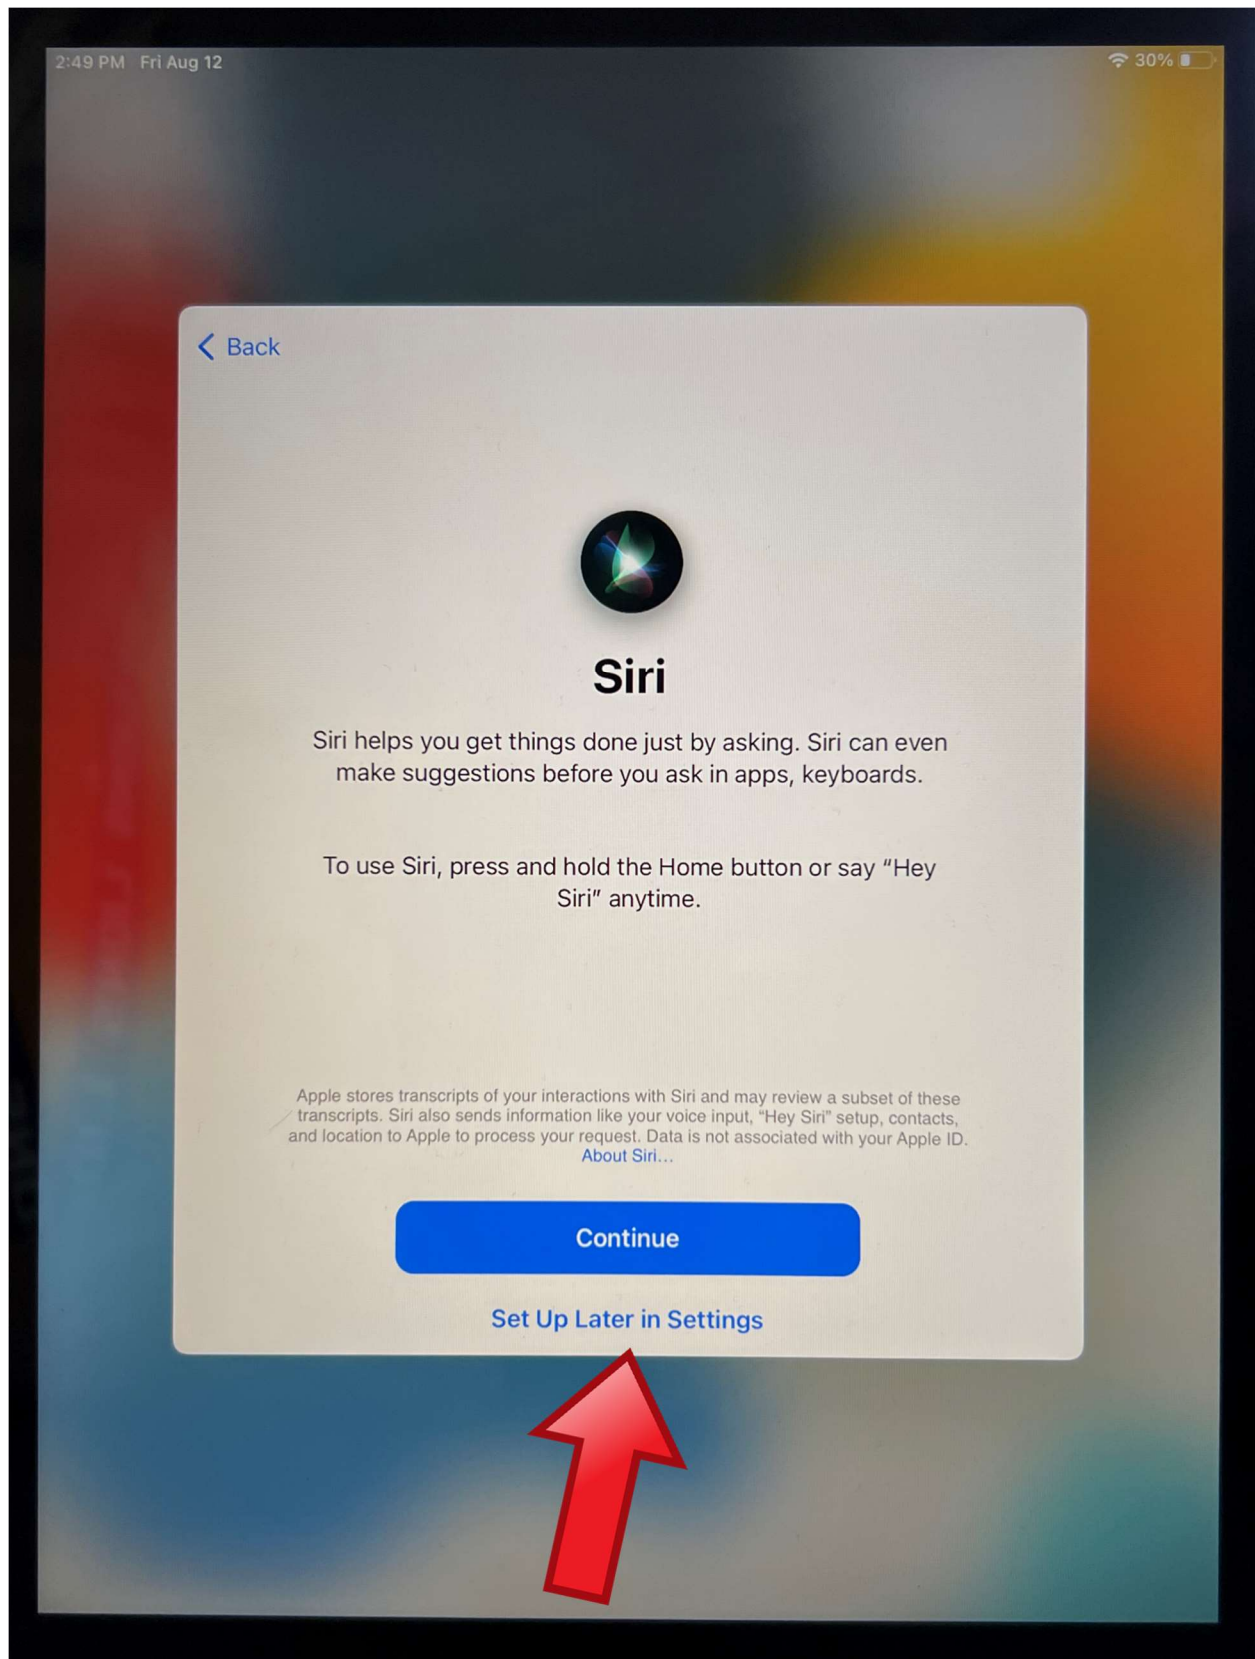 2:49 PM Fri Aug 12
30%
Back
Siri
Siri helps you get things done just by asking. Siri can even
make suggestions before you ask in apps, keyboards.
To use Siri, press and hold the Home button or say “Hey
Siri” anytime.
Apple stores transcripts of your interactions with Siri and may review a subset of these
transcripts. Siri also sends information like your voice input, “Hey Siri” setup, contacts,
and location to Apple to process your request. Data is not associated with your Apple ID.
About Siri...
Continue
Set Up Later in Settings